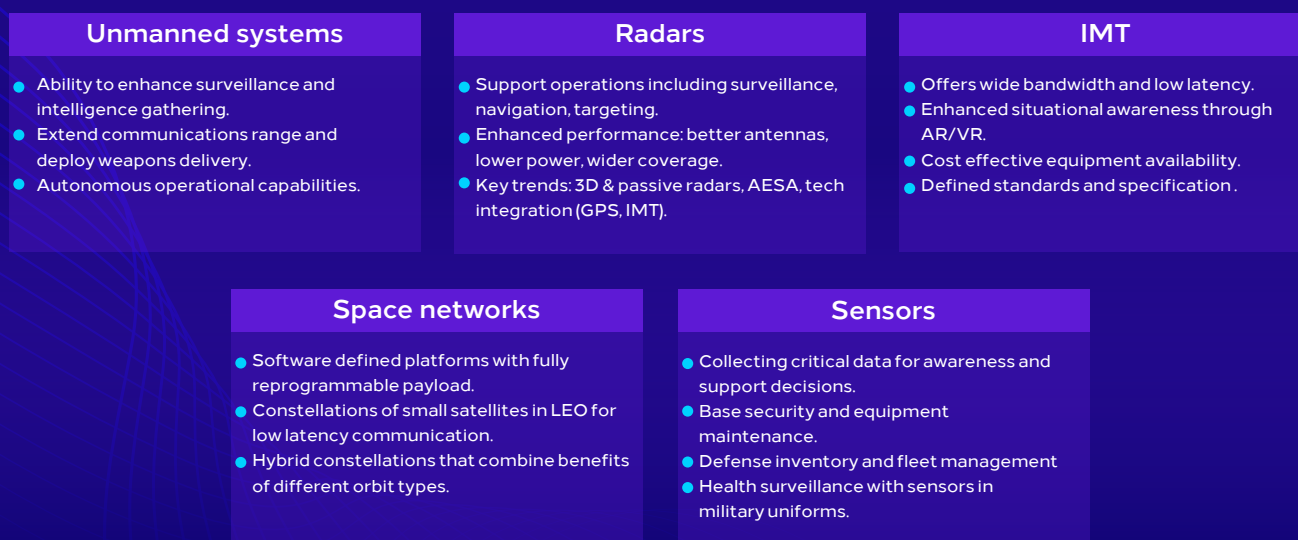 Unmanned systems
Ability to enhance surveillance and
intelligence gathering.
Extend communications range and
deploy weapons delivery.
Autonomous operational capabilities.
Radars
Support operations including surveillance,
navigation, targeting.
Enhanced performance: better antennas,
lower power, wider coverage.
Key trends: 3D & passive radars, AESA, tech
integration (GPS, IMT).
IMT
Offers wide bandwidth and low latency.
Enhanced situational awareness through
AR/VR.
Cost effective equipment availability.
Defined standards and specification .
Space networks
Software defined platforms with fully
reprogrammable payload.
Constellations of small satellites in LEO for
low latency communication.
Hybrid constellations that combine benefits
of different orbit types.
Sensors
Collecting critical data for awareness and
support decisions.
Base security and equipment
maintenance.
Defense inventory and fleet management
Health surveillance with sensors in
military uniforms.